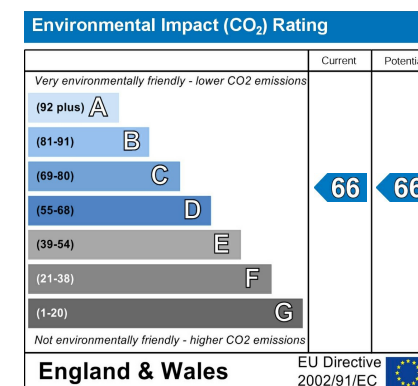 Environmental Impact (CO₂) Rating
Current Potentia
Very environmentally friendly - lower CO2 emissions
(92 plus) A
(81-91) B
(69-80) C
66 66
(55-68) D
(39-54) E
(21-38) F
(1-20) G
Not environmentally friendly - higher CO2 emissions
England & Wales
EU Directive
2002/91/EC